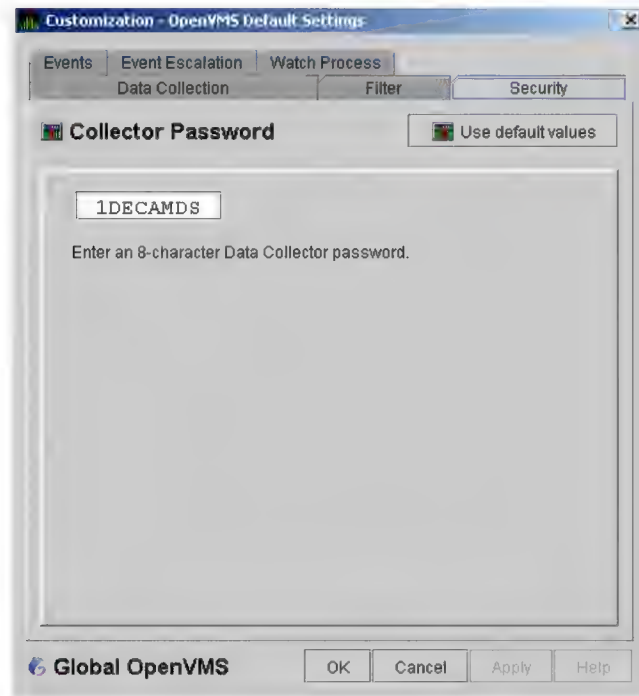 Customization - OpenVMS Default Settings
Events Event Escalation Watch Process
Data Collection Filter Security
Collector Password Use default values
1DECAMDS
Enter an 8-character Data Collector password.
Global OpenVMS OK Cancel Apply Help